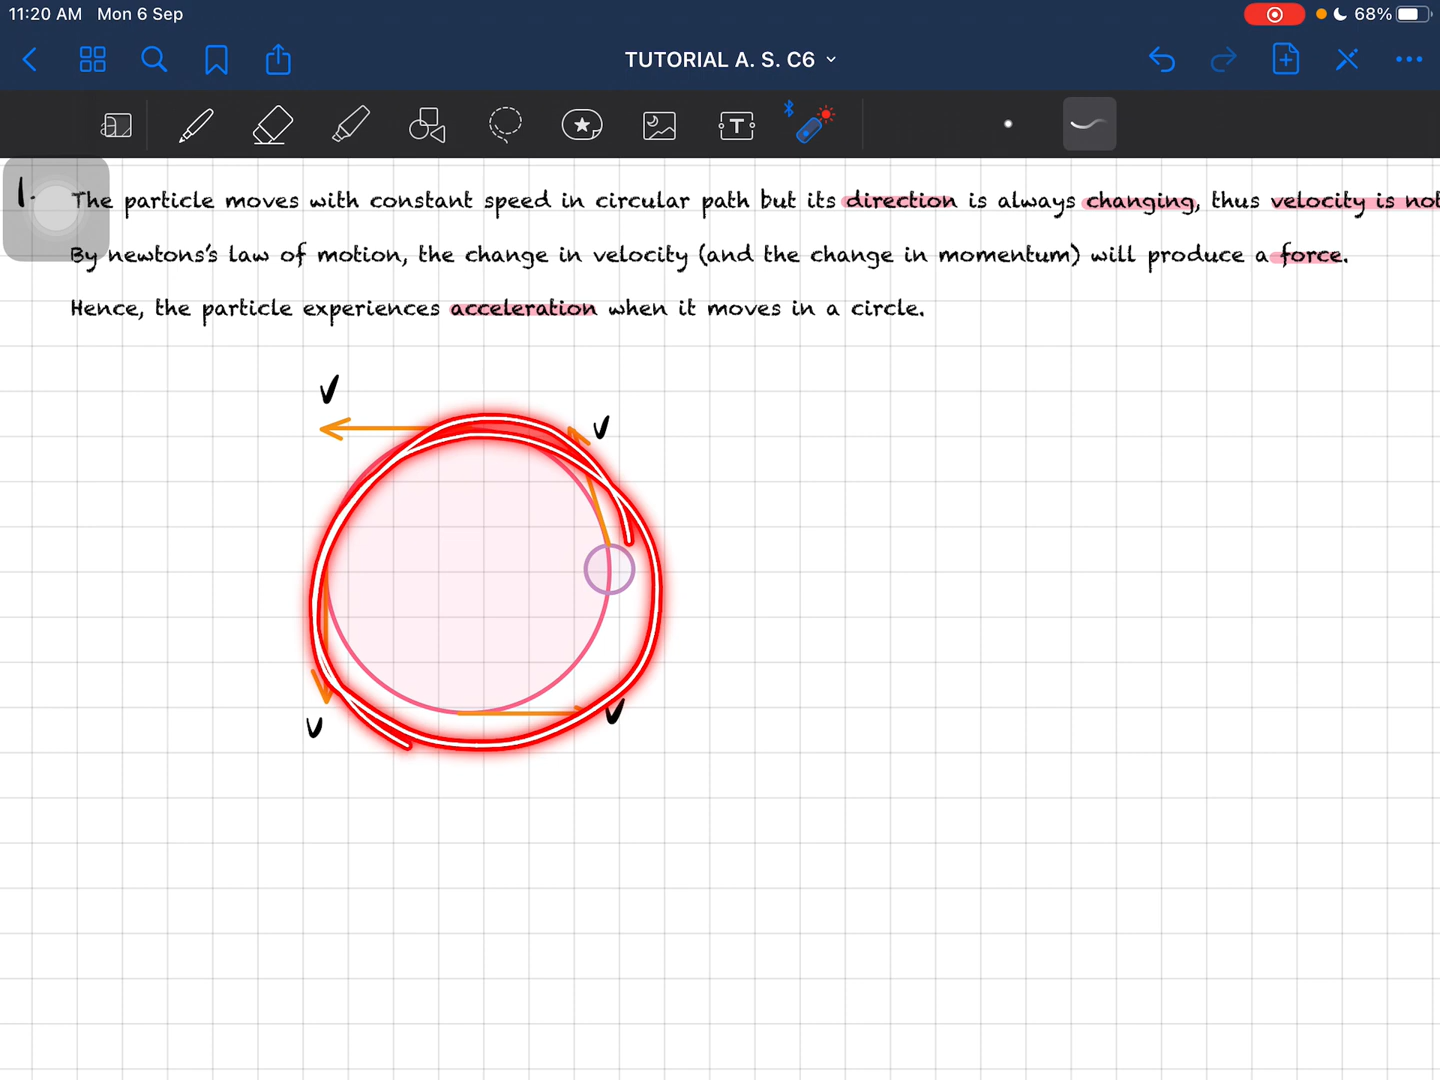 11:20 AM Mon 6 Sep
68%
TUTORIAL A. S. C6
T
1. The particle moves with constant speed in circular path but its direction is always changing, thus velocity is not
By newtons's law of motion, the change in velocity (and the change in momentum) will produce a force.
Hence, the particle experiences acceleration when it moves in a circle.
v
v
v
v